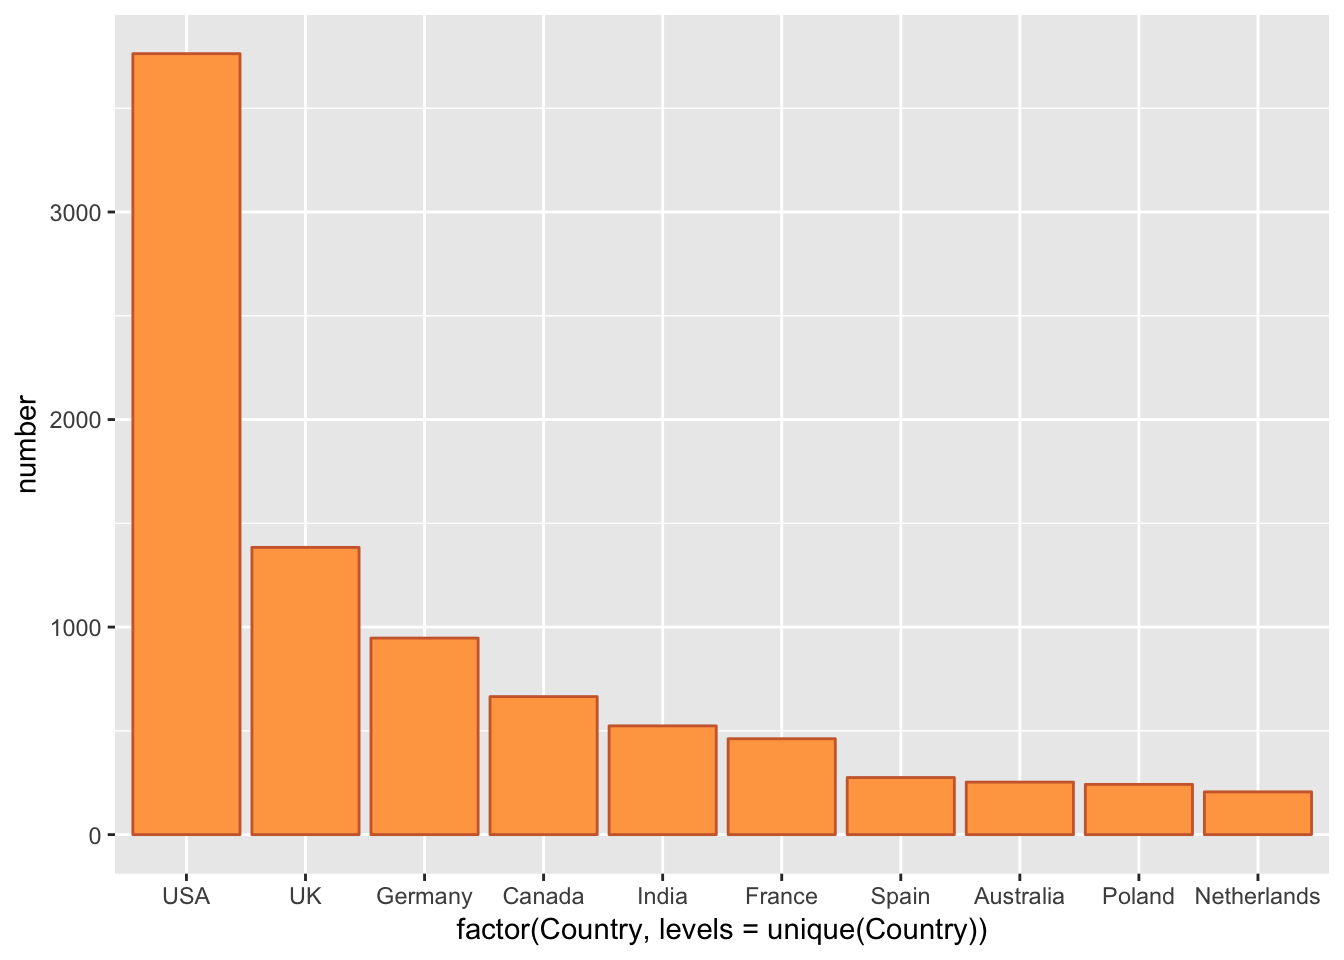 number
3000
2000
1000
0
USA UK Germany Canada India France Spain Australia Poland Netherlands
factor(Country, levels = unique(Country))